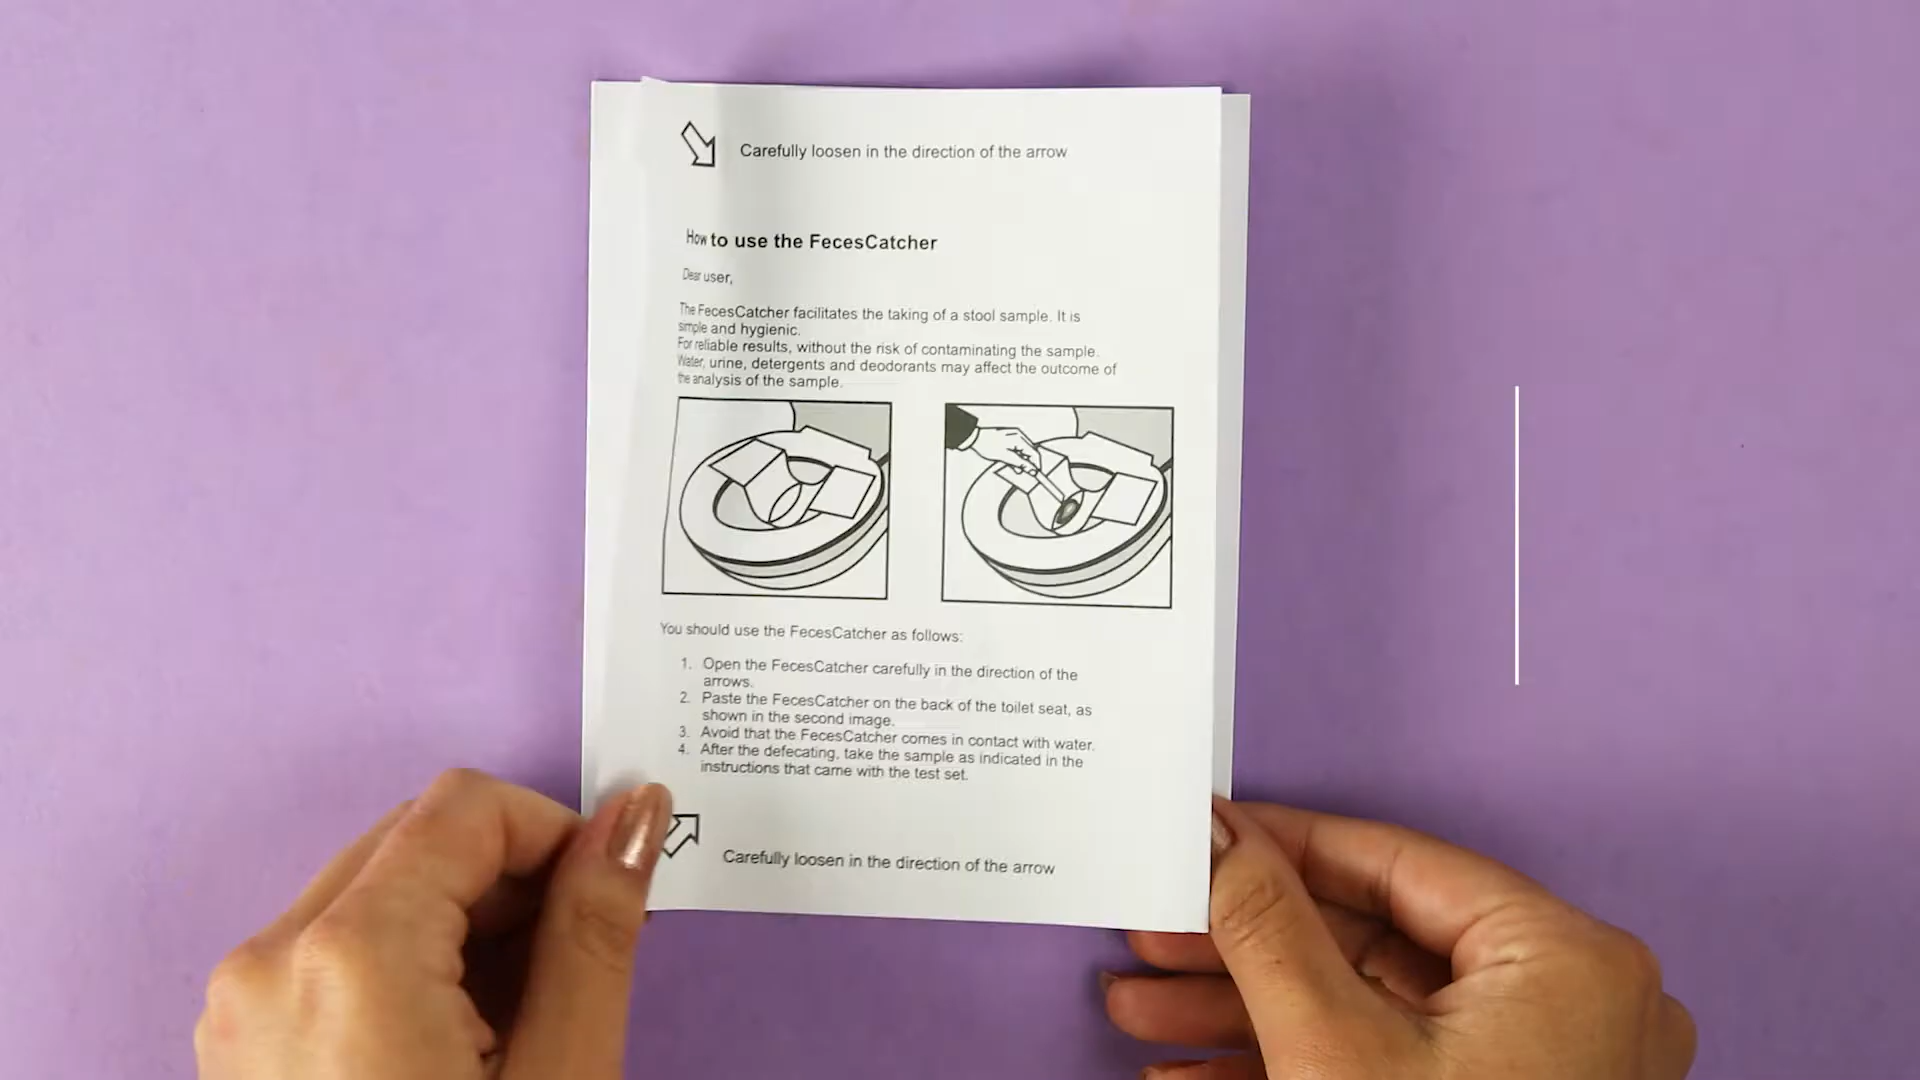 Carefully loosen in the direction of the arrow
How to use the FecesCatcher
Dear user,
The FecesCatcher facilitates the taking of a stool sample. It is
simple and hygienic.
For reliable results, without the risk of contaminating the sample.
Water, urine, detergents and deodorants may affect the outcome of
the analysis of the sample.
You should use the FecesCatcher as follows:
1. Open the FecesCatcher carefully in the direction of the
arrows.
2. Paste the FecesCatcher on the back of the toilet seat, as
shown in the second image.
3. Avoid that the FecesCatcher comes in contact with water.
4. After the defecating, take the sample as indicated in the
instructions that came with the test set.
Carefully loosen in the direction of the arrow